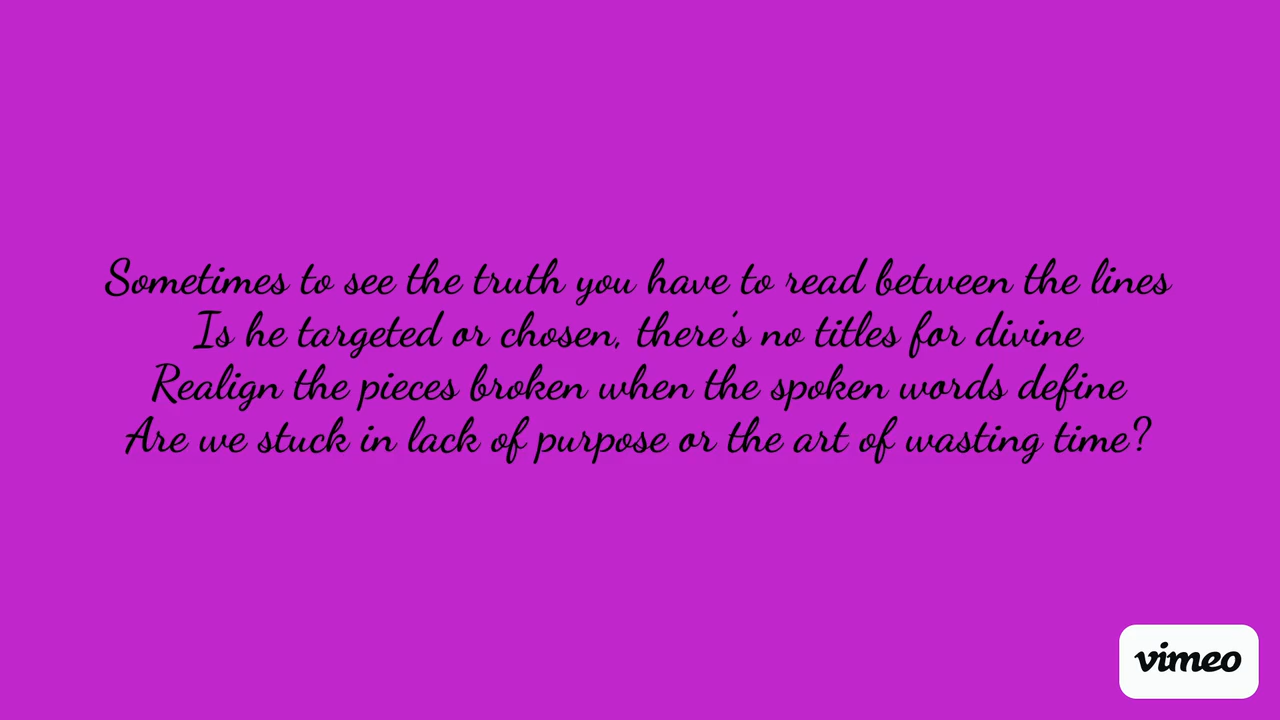 Sometimes to see the truth you have to read between the lines
Is he targeted or chosen, there's no titles for divine
Realign the pieces broken when the spoken words define
Are we stuck in lack of purpose or the art of wasting time?
vimeo